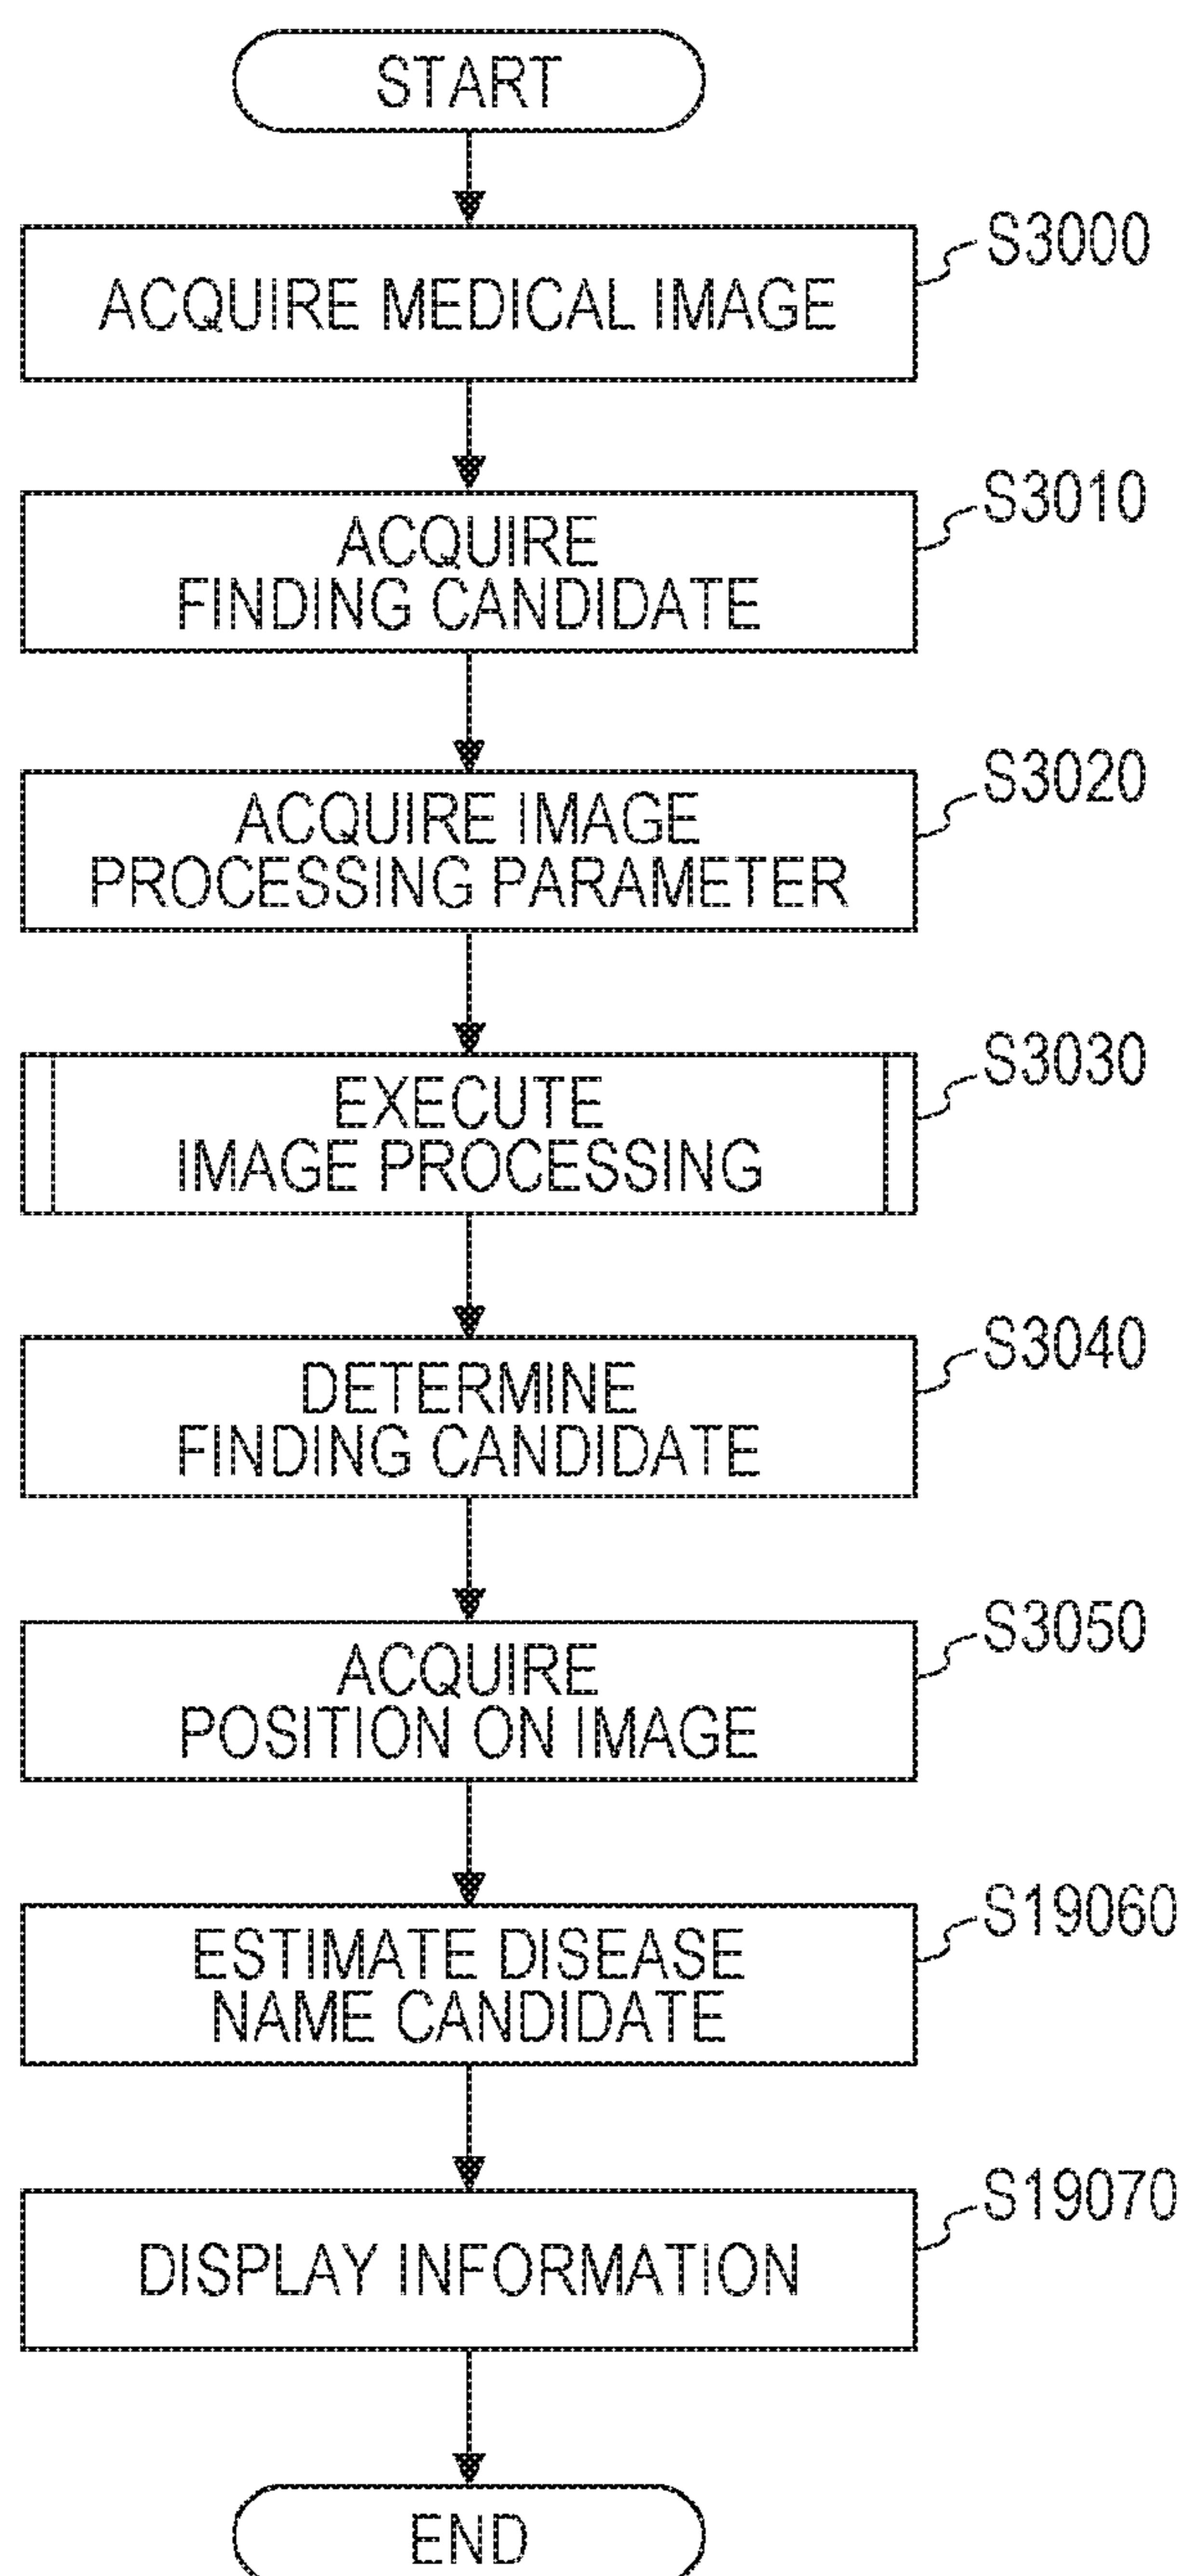 START
S3000
ACQUIRE MEDICAL IMAGE
S3010
ACQUIRE
FINDING CANDIDATE
S3020
ACQUIRE IMAGE
PROCESSING PARAMETER
S3030
EXECUTE
IMAGE PROCESSING
S3040
DETERMINE
FINDING CANDIDATE
S3050
ACQUIRE
POSITION ON IMAGE
S19060
ESTIMATE DISEASE
NAME CANDIDATE
S19070
DISPLAY INFORMATION
END